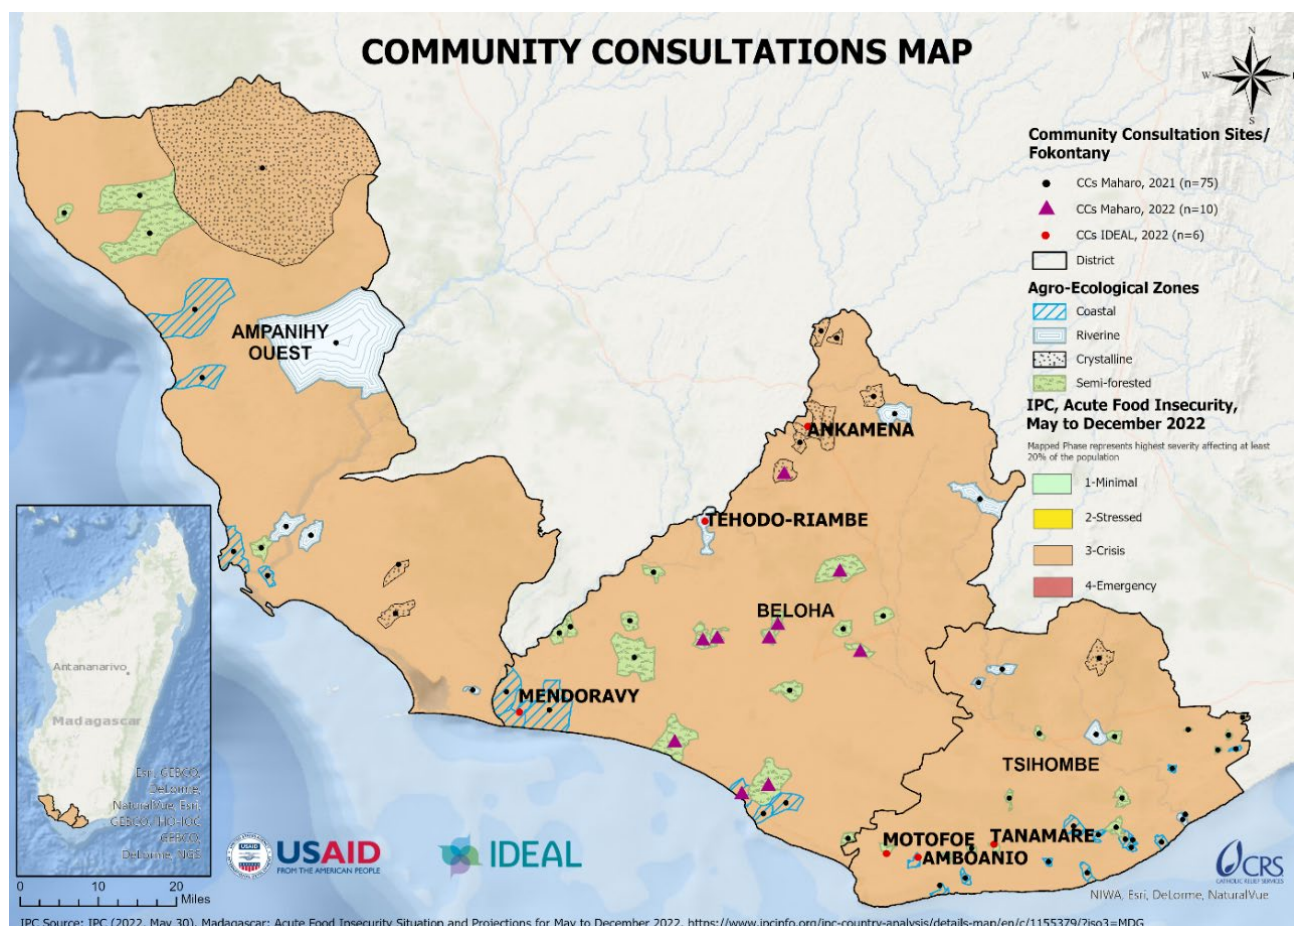 COMMUNITY CONSULTATIONS MAP
N
W
S
Community Consultation Sites/
Fokontany
CCs Maharo, 2021 (n=75)
CCs Maharo, 2022 (n=10)
CCs IDEAL, 2022 (n=6)
District
Agro-Ecological Zones
Coastal
Riverine
Crystalline
Semi-forested
IPC, Acute Food Insecurity,
May to December 2022
Mapped Phase represents highest severity affecting at least
20% of the population
1-Minimal
2-Stressed
3-Crisis
4-Emergency
AMPANIHY
OUEST
ANKAMENA
TEHODO-RIAMBE
BELOHA
MENDORAVY
TSIHOMBE
MOTOFOE
TANAMARE
AMBOANIO
Antananarivo
Madagascar
Esri, GEBCO,
DeLorme,
NaturalVue, Esri,
GEBCO, IHO-IOC
GEBCO,
DeLorme, NGS
0 10 20
Miles
USAID
FROM THE AMERICAN PEOPLE
IDEAL
CRS
CATHOLIC RELIEF SERVICES
NIWA, Esri, DeLorme, NaturalVue
IPC Source: IPC (2022, May 30). Madagascar: Acute Food Insecurity Situation and Projections for May to December 2022. https://www.ipcinfo.org/ipc-country-analysis/details-map/en/c/1155379/?iso3=MDG